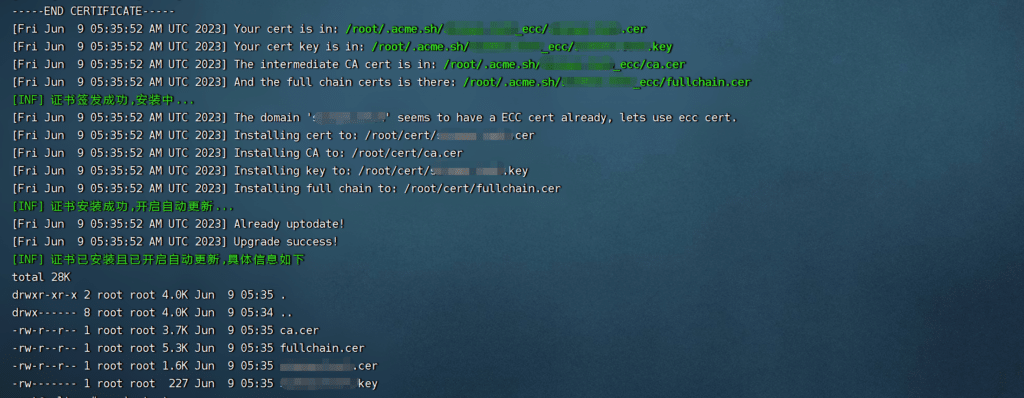 -----END CERTIFICATE-----
[Fri Jun  9 05:35:52 AM UTC 2023] Your cert is in: /root/.acme.sh/ _ecc/ .cer
[Fri Jun  9 05:35:52 AM UTC 2023] Your cert key is in: /root/.acme.sh/ _ecc/ .key
[Fri Jun  9 05:35:52 AM UTC 2023] The intermediate CA cert is in: /root/.acme.sh/ _ecc/ca.cer
[Fri Jun  9 05:35:52 AM UTC 2023] And the full chain certs is there: /root/.acme.sh/ _ecc/fullchain.cer
[INF] 证书签发成功,安装中...
[Fri Jun  9 05:35:52 AM UTC 2023] The domain 's ' seems to have a ECC cert already, lets use ecc cert.
[Fri Jun  9 05:35:52 AM UTC 2023] Installing cert to: /root/cert/ .cer
[Fri Jun  9 05:35:52 AM UTC 2023] Installing CA to: /root/cert/ca.cer
[Fri Jun  9 05:35:52 AM UTC 2023] Installing key to: /root/cert/ .key
[Fri Jun  9 05:35:52 AM UTC 2023] Installing full chain to: /root/cert/fullchain.cer
[INF] 证书安装成功,开启自动更新...
[Fri Jun  9 05:35:52 AM UTC 2023] Already uptodate!
[Fri Jun  9 05:35:52 AM UTC 2023] Upgrade success!
[INF] 证书已安装且已开启自动更新,具体信息如下
total 28K
drwxr-xr-x 2 root root 4.0K Jun  9 05:35 .
drwx------ 8 root root 4.0K Jun  9 05:34 ..
-rw-r--r-- 1 root root 3.7K Jun  9 05:35 ca.cer
-rw-r--r-- 1 root root 5.3K Jun  9 05:35 fullchain.cer
-rw-r--r-- 1 root root 1.6K Jun  9 05:35 .cer
-rw------- 1 root root  227 Jun  9 05:35 key